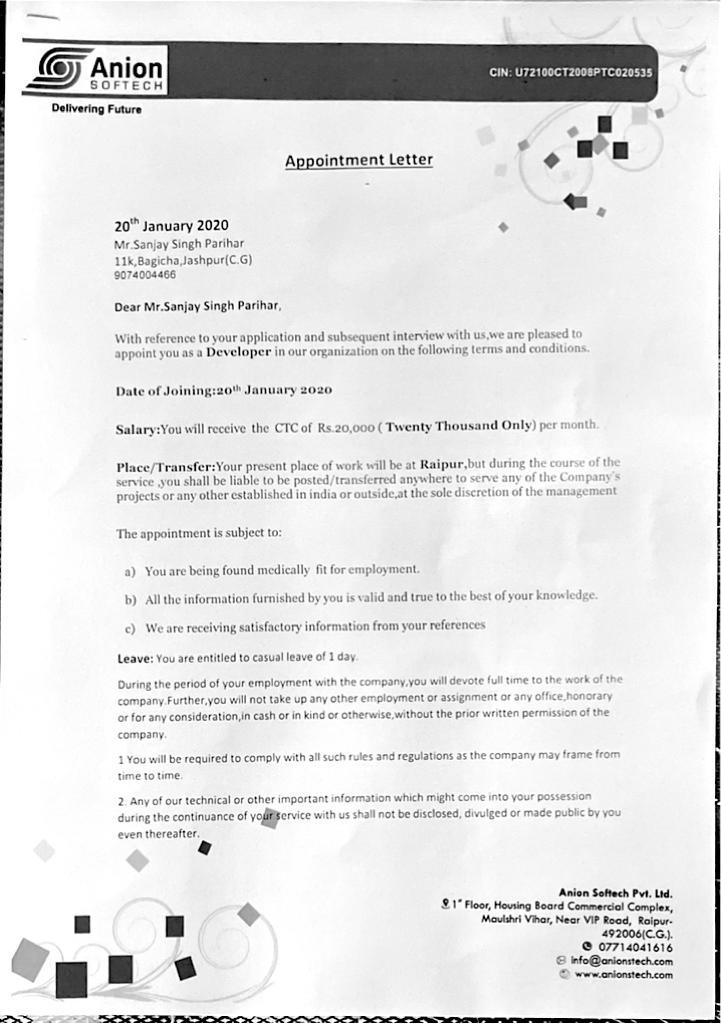 Anion
SOFTECH
Delivering Future
CIN: U72100CT2008PTC020535
Appointment Letter
20th January 2020
Mr.Sanjay Singh Parihar
11k,Bagicha,Jashpur(C.G)
9074004466
Dear Mr.Sanjay Singh Parihar,
With reference to your application and subsequent interview with us,we are pleased to
appoint you as a Developer in our organization on the following terms and conditions.
Date of Joining:20th January 2020
Salary:You will receive the CTC of Rs.20,000 ( Twenty Thousand Only) per month.
Place/Transfer:Your present place of work will be at Raipur,but during the course of the
service ,you shall be liable to be posted/transferred anywhere to serve any of the Company's
projects or any other established in india or outside,at the sole discretion of the management
The appointment is subject to:
a) You are being found medically fit for employment.
b) All the information furnished by you is valid and true to the best of your knowledge.
c) We are receiving satisfactory information from your references
Leave: You are entitled to casual leave of 1 day.
During the period of your employment with the company,you will devote full time to the work of the
company.Further,you will not take up any other employment or assignment or any office,honorary
or for any consideration,in cash or in kind or otherwise,without the prior written permission of the
company.
1 You will be required to comply with all such rules and regulations as the company may frame from
time to time.
2. Any of our technical or other important information which might come into your possession
during the continuance of your service with us shall not be disclosed, divulged or made public by you
even thereafter.
Anion Softech Pvt. Ltd.
1st Floor, Housing Board Commercial Complex,
Maulshri Vihar, Near VIP Road, Raipur-
492006(C.G.).
07714041616
info@anionstech.com
www.anionstech.com